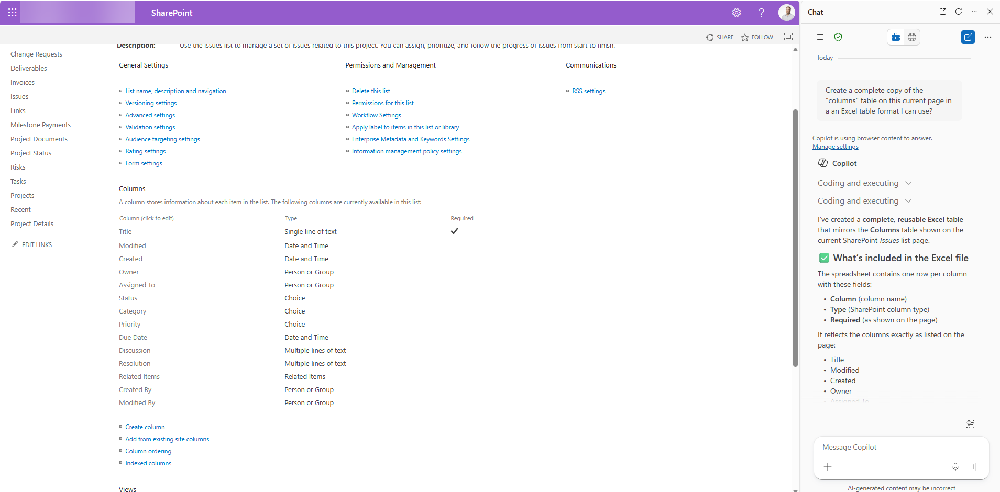 SharePoint
SHARE
FOLLOW
Change Requests
Deliverables
Invoices
Issues
Links
Milestone Payments
Project Documents
Project Status
Risks
Tasks
Projects
Recent
Project Details
EDIT LINKS
Description: Use the issues list to manage a set of issues related to this project. You can assign, prioritize, and follow the progress of issues from start to finish.
General Settings
List name, description and navigation
Versioning settings
Advanced settings
Validation settings
Audience targeting settings
Rating settings
Form settings
Permissions and Management
Delete this list
Permissions for this list
Workflow Settings
Apply label to items in this list or library
Enterprise Metadata and Keywords Settings
Information management policy settings
Communications
RSS settings
Columns
A column stores information about each item in the list. The following columns are currently available in this list:
Column (click to edit) Type Required
Title Single line of text
Modified Date and Time
Created Date and Time
Owner Person or Group
Assigned To Person or Group
Status Choice
Category Choice
Priority Choice
Due Date Date and Time
Discussion Multiple lines of text
Resolution Multiple lines of text
Related Items Related Items
Created By Person or Group
Modified By Person or Group
Create column
Add from existing site columns
Column ordering
Indexed columns
Views
Chat
Today
Create a complete copy of the
"columns" table on this current page in
a an Excel table format I can use?
Copilot is using browser content to answer.
Manage settings
Copilot
Coding and executing
Coding and executing
I've created a complete, reusable Excel table
that mirrors the Columns table shown on the
current SharePoint Issues list page.
✅ What's included in the Excel file
The spreadsheet contains one row per column
with these fields:
• Column (column name)
• Type (SharePoint column type)
• Required (as shown on the page)
It reflects the columns exactly as listed on the
page:
• Title
• Modified
• Created
• Owner
• Assigned To
Message Copilot
AI-generated content may be incorrect